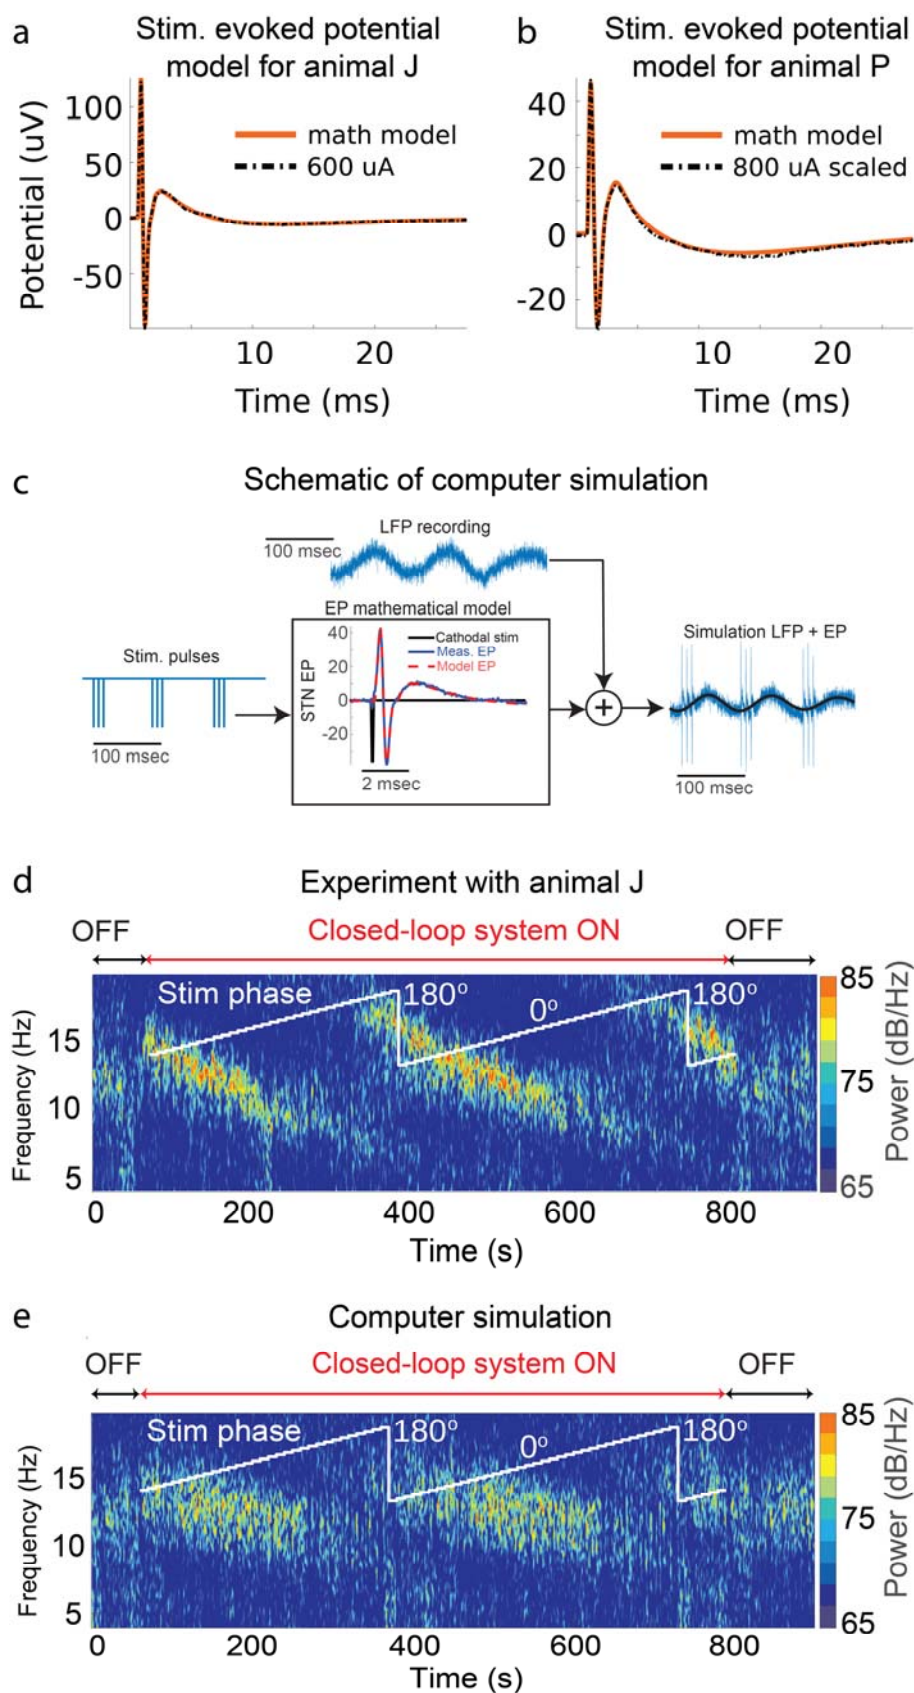 a
Stim. evoked potential
model for animal J
Potential (uV)
100
50
0
-50
math model
600 uA
10
20
Time (ms)
b
Stim. evoked potential
model for animal P
40
20
0
-20
math model
800 uA scaled
10
20
Time (ms)
c
Schematic of computer simulation
LFP recording
100 msec
EP mathematical model
Stim. pulses
100 msec
STN EP
40
20
0
-20
Cathodal stim
Meas. EP
Model EP
2 msec
+
Simulation LFP + EP
100 msec
d
Experiment with animal J
OFF
Closed-loop system ON
OFF
Stim phase
180°
0°
180°
Frequency (Hz)
15
10
5
0
200
400
600
800
Time (s)
85
75
65
Power (dB/Hz)
e
Computer simulation
OFF
Closed-loop system ON
OFF
Stim phase
180°
0°
180°
Frequency (Hz)
15
10
5
0
200
400
600
800
Time (s)
85
75
65
Power (dB/Hz)